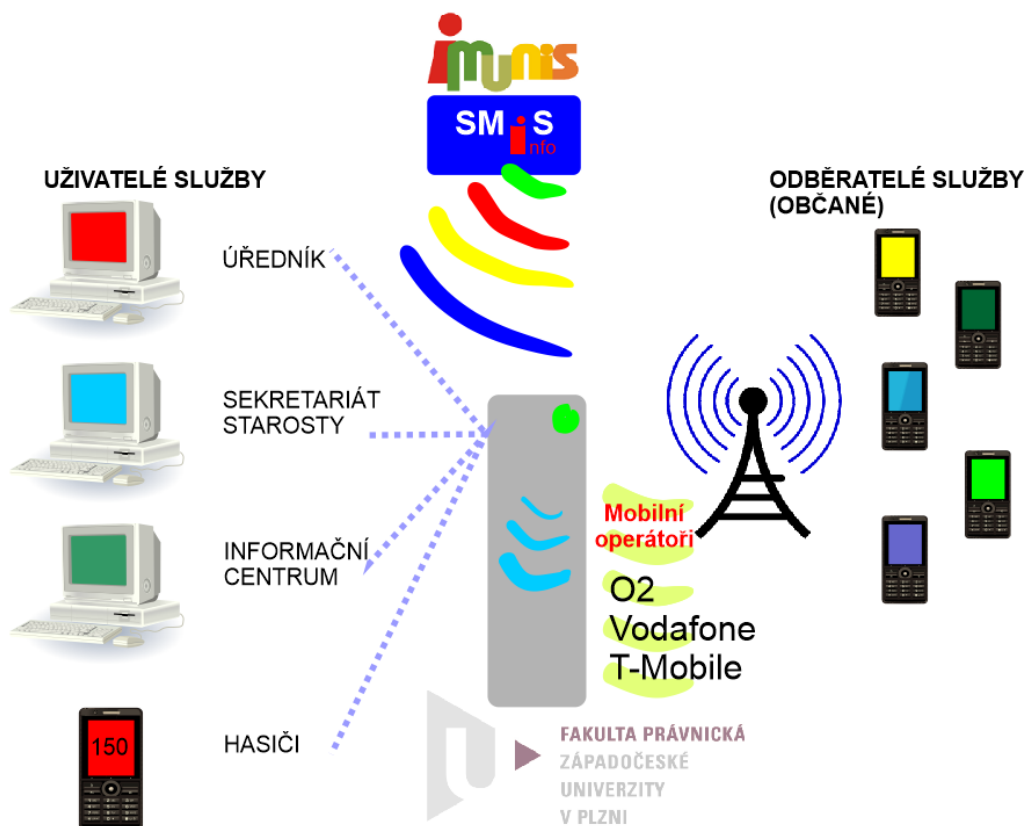 imunis
SMiS
info
UŽIVATELÉ SLUŽBY
ÚŘEDNÍK
SEKRETARIÁT
STAROSTY
INFORMAČNÍ
CENTRUM
150
HASIČI
Mobilní
operátoři
O2
Vodafone
T-Mobile
ODBĚRATELÉ SLUŽBY
(OBČANÉ)
FAKULTA PRÁVNICKÁ
ZÁPADOČESKÉ
UNIVERZITY
V PLZNI